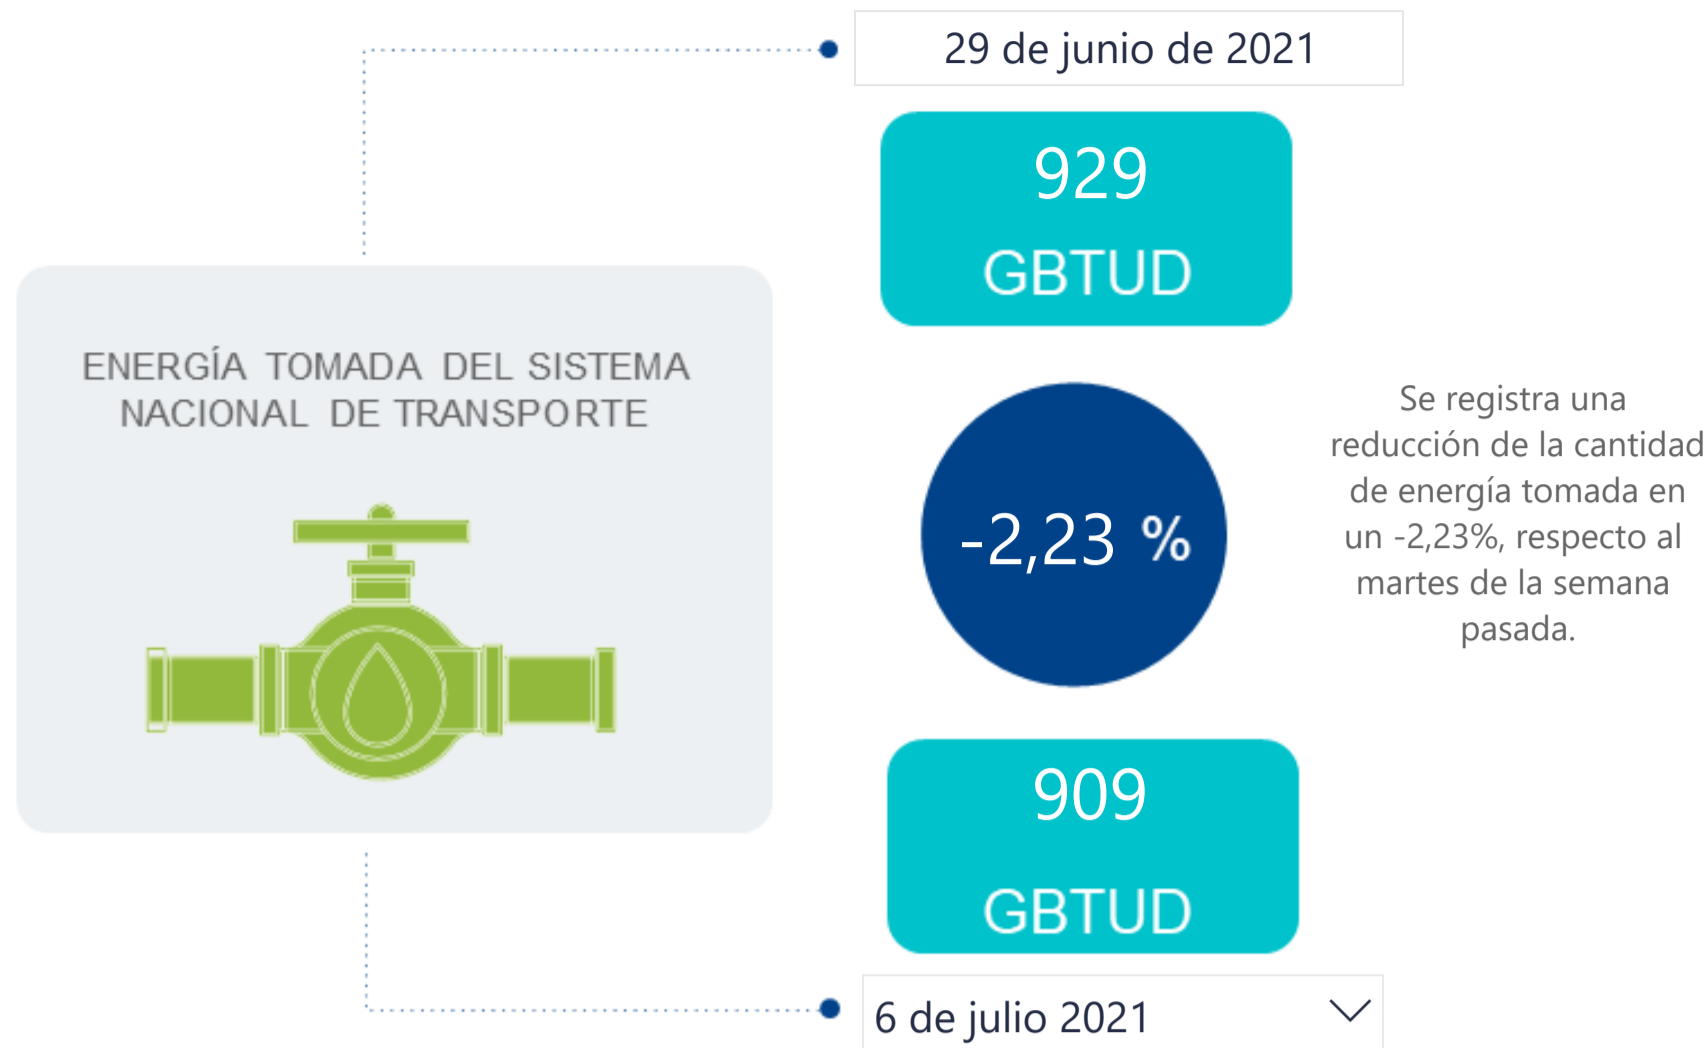 29 de junio de 2021
929
GBTUD
ENERGÍA TOMADA DEL SISTEMA
NACIONAL DE TRANSPORTE
-2,23 %
Se registra una
reducción de la cantidad
de energía tomada en
un -2,23%, respecto al
martes de la semana
pasada.
909
GBTUD
6 de julio 2021